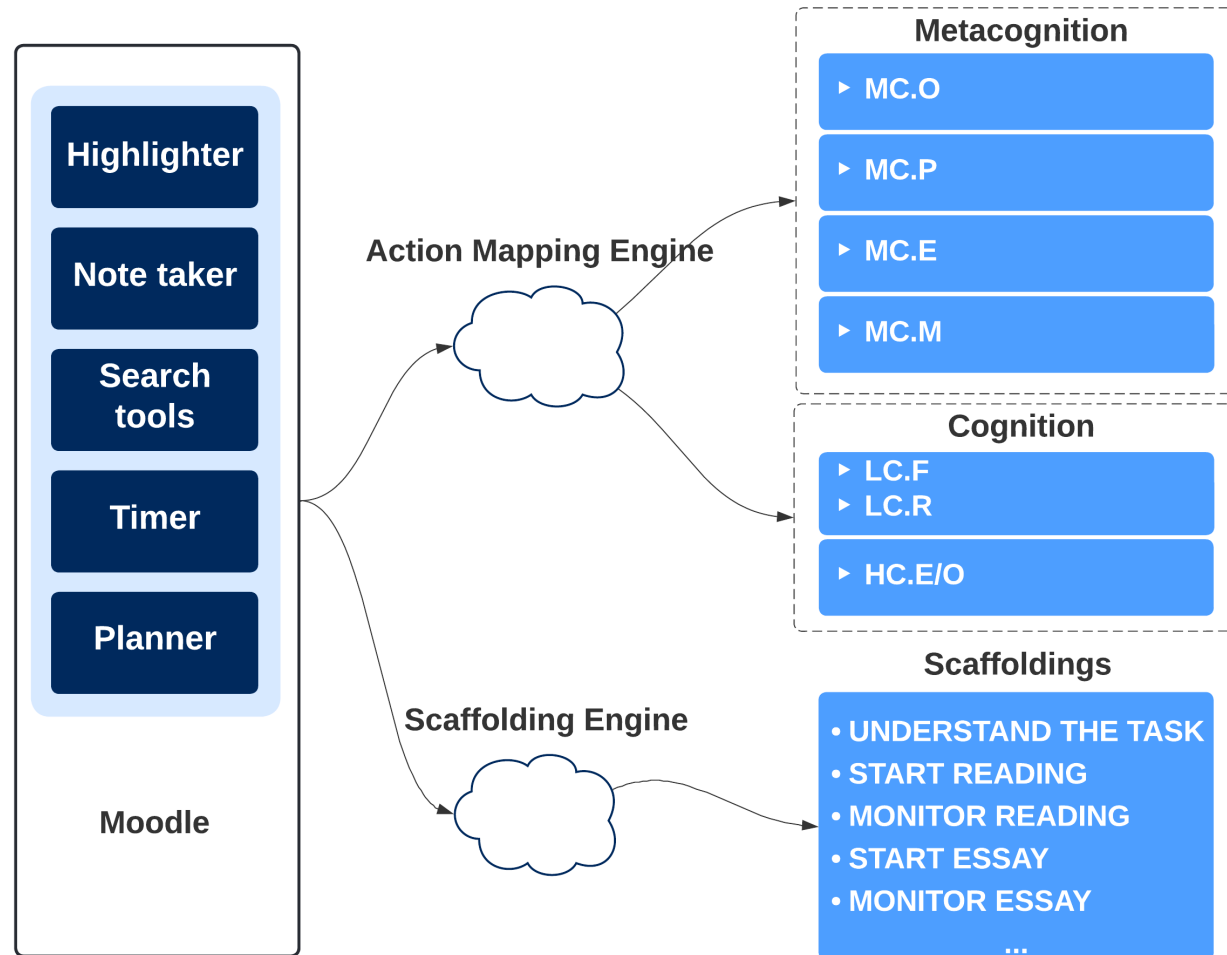 Highlighter
Note taker
Search
tools
Timer
Planner
Moodle
Action Mapping Engine
Scaffolding Engine
Metacognition
MC.O
MC.P
MC.E
MC.M
Cognition
LC.F
LC.R
HC.E/O
Scaffoldings
• UNDERSTAND THE TASK
• START READING
• MONITOR READING
• START ESSAY
• MONITOR ESSAY
...